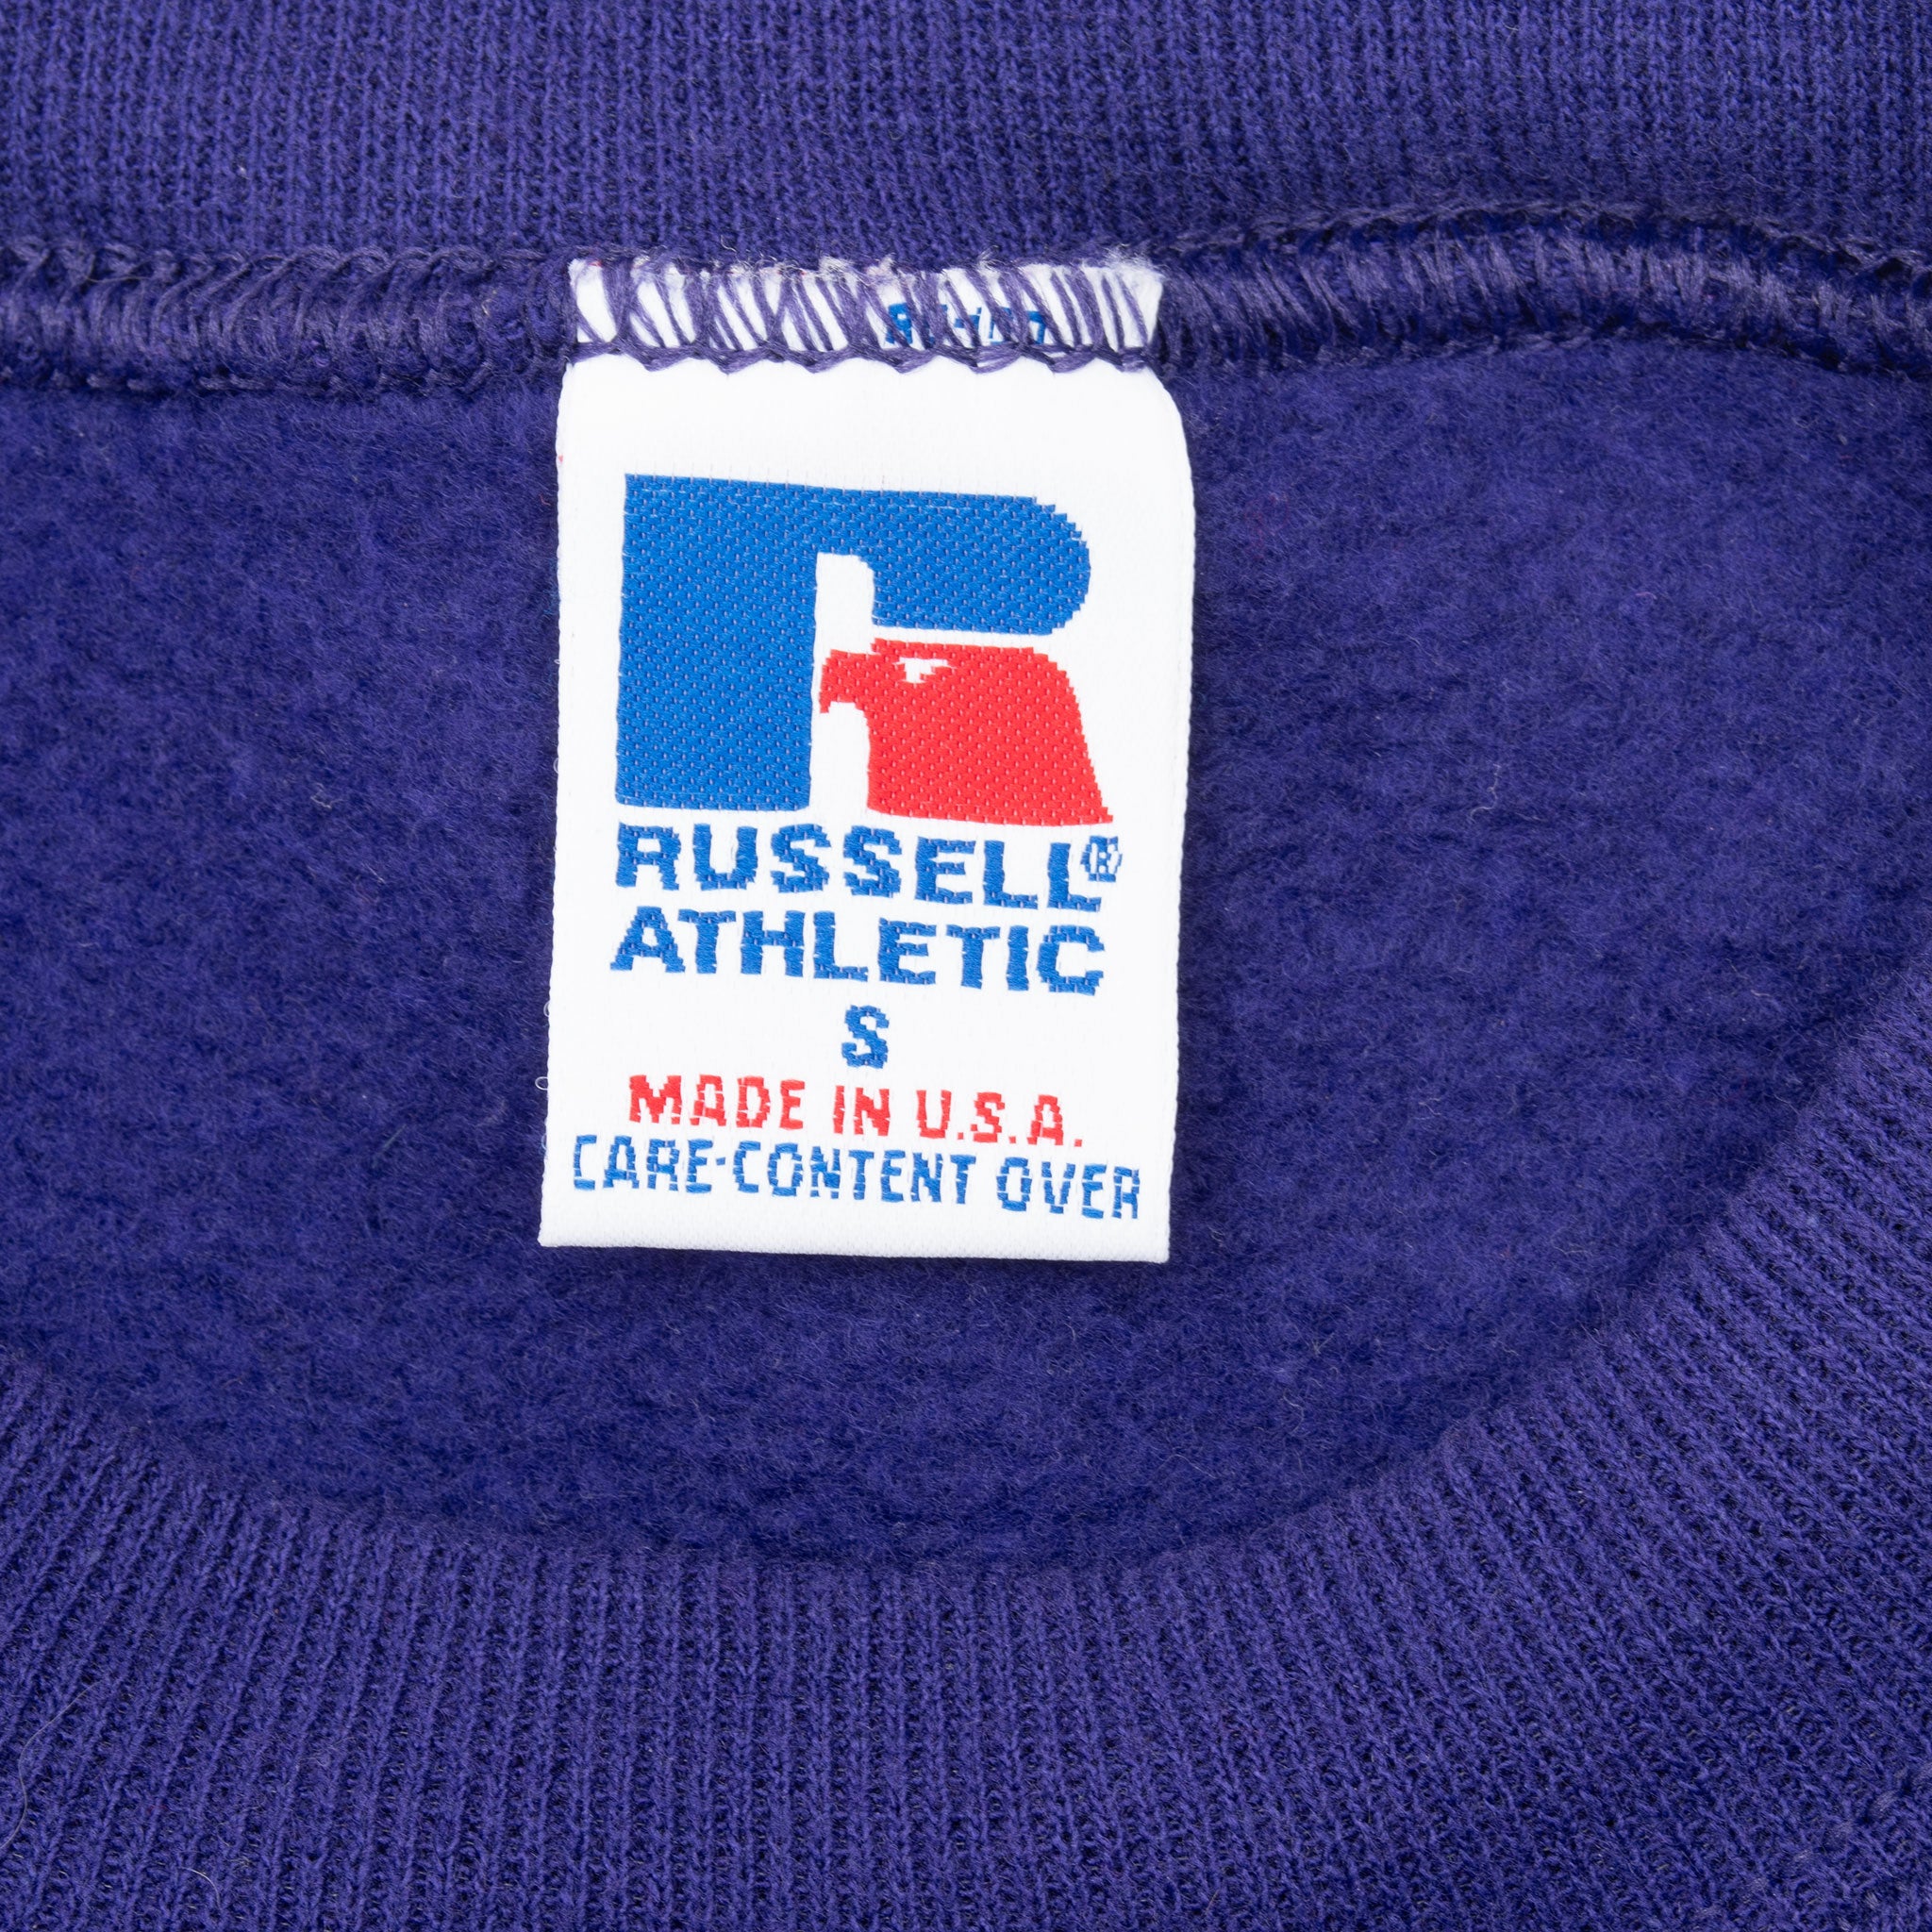 RUSSELL®
ATHLETIC
S
MADE IN U.S.A.
CARE·CONTENT OVER